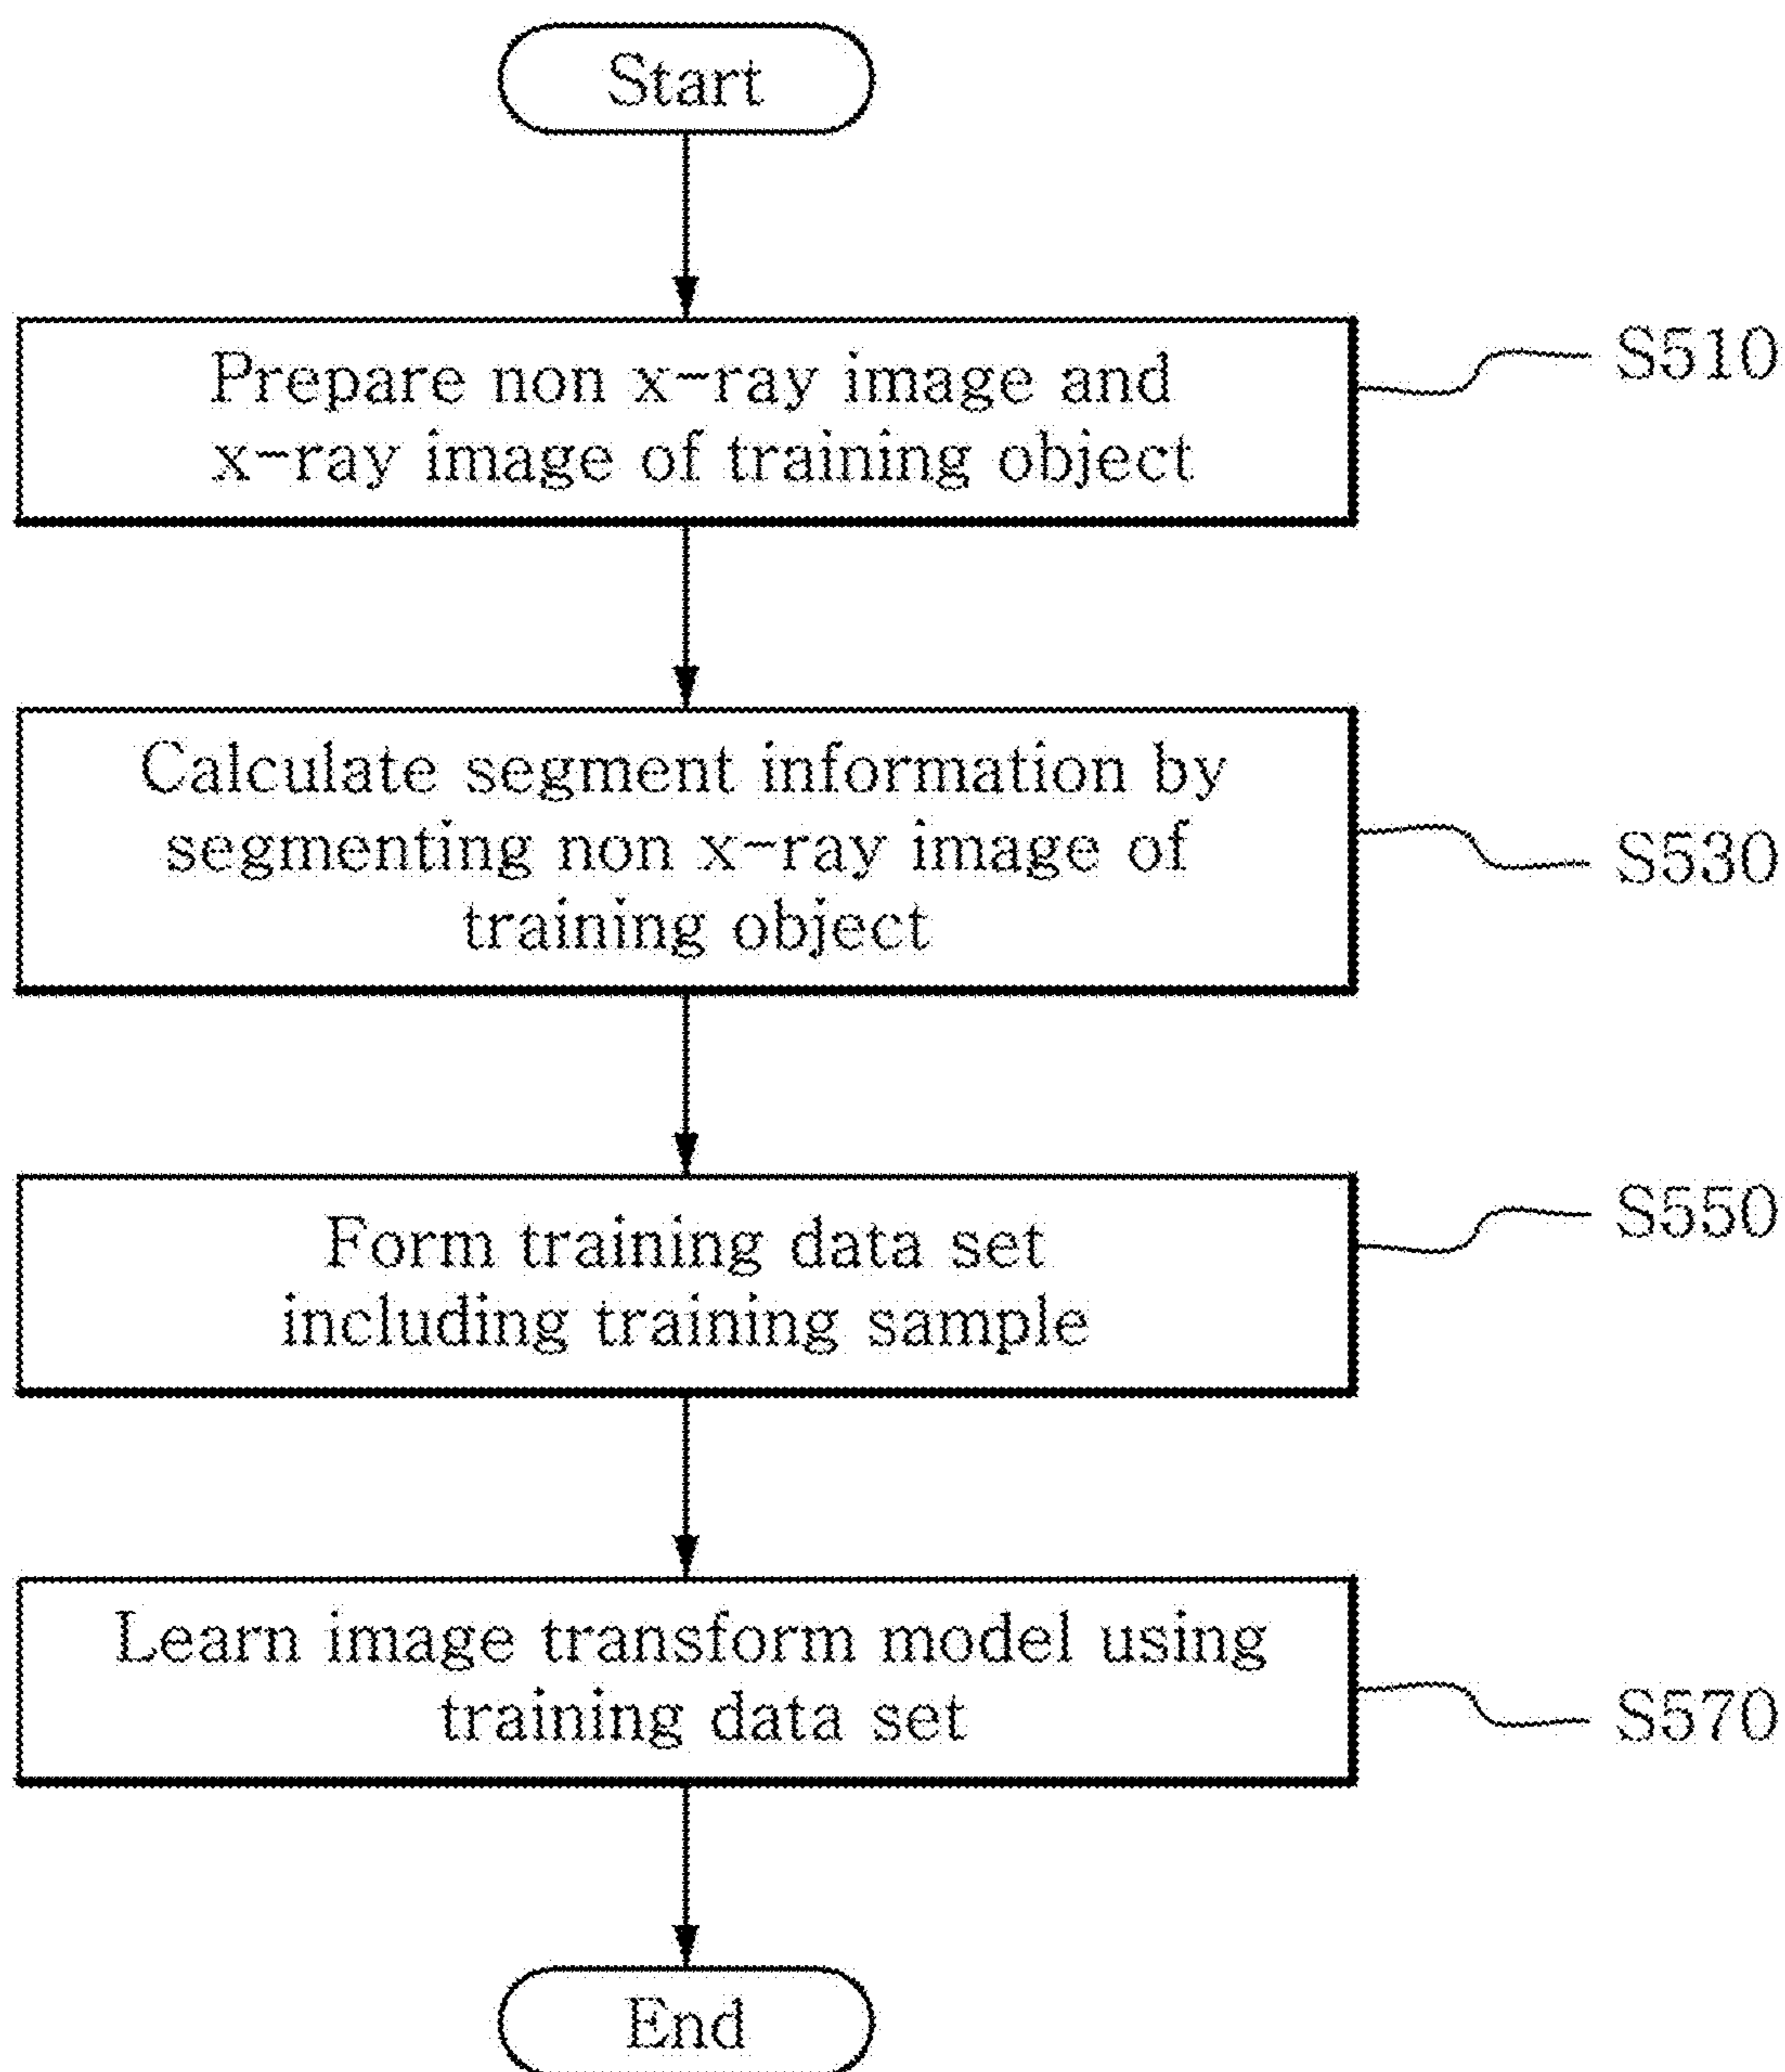 Start
Prepare non x-ray image and
x-ray image of training object
S510
Calculate segment information by
segmenting non x-ray image of
training object
S530
Form training data set
including training sample
S550
Learn image transform model using
training data set
S570
End